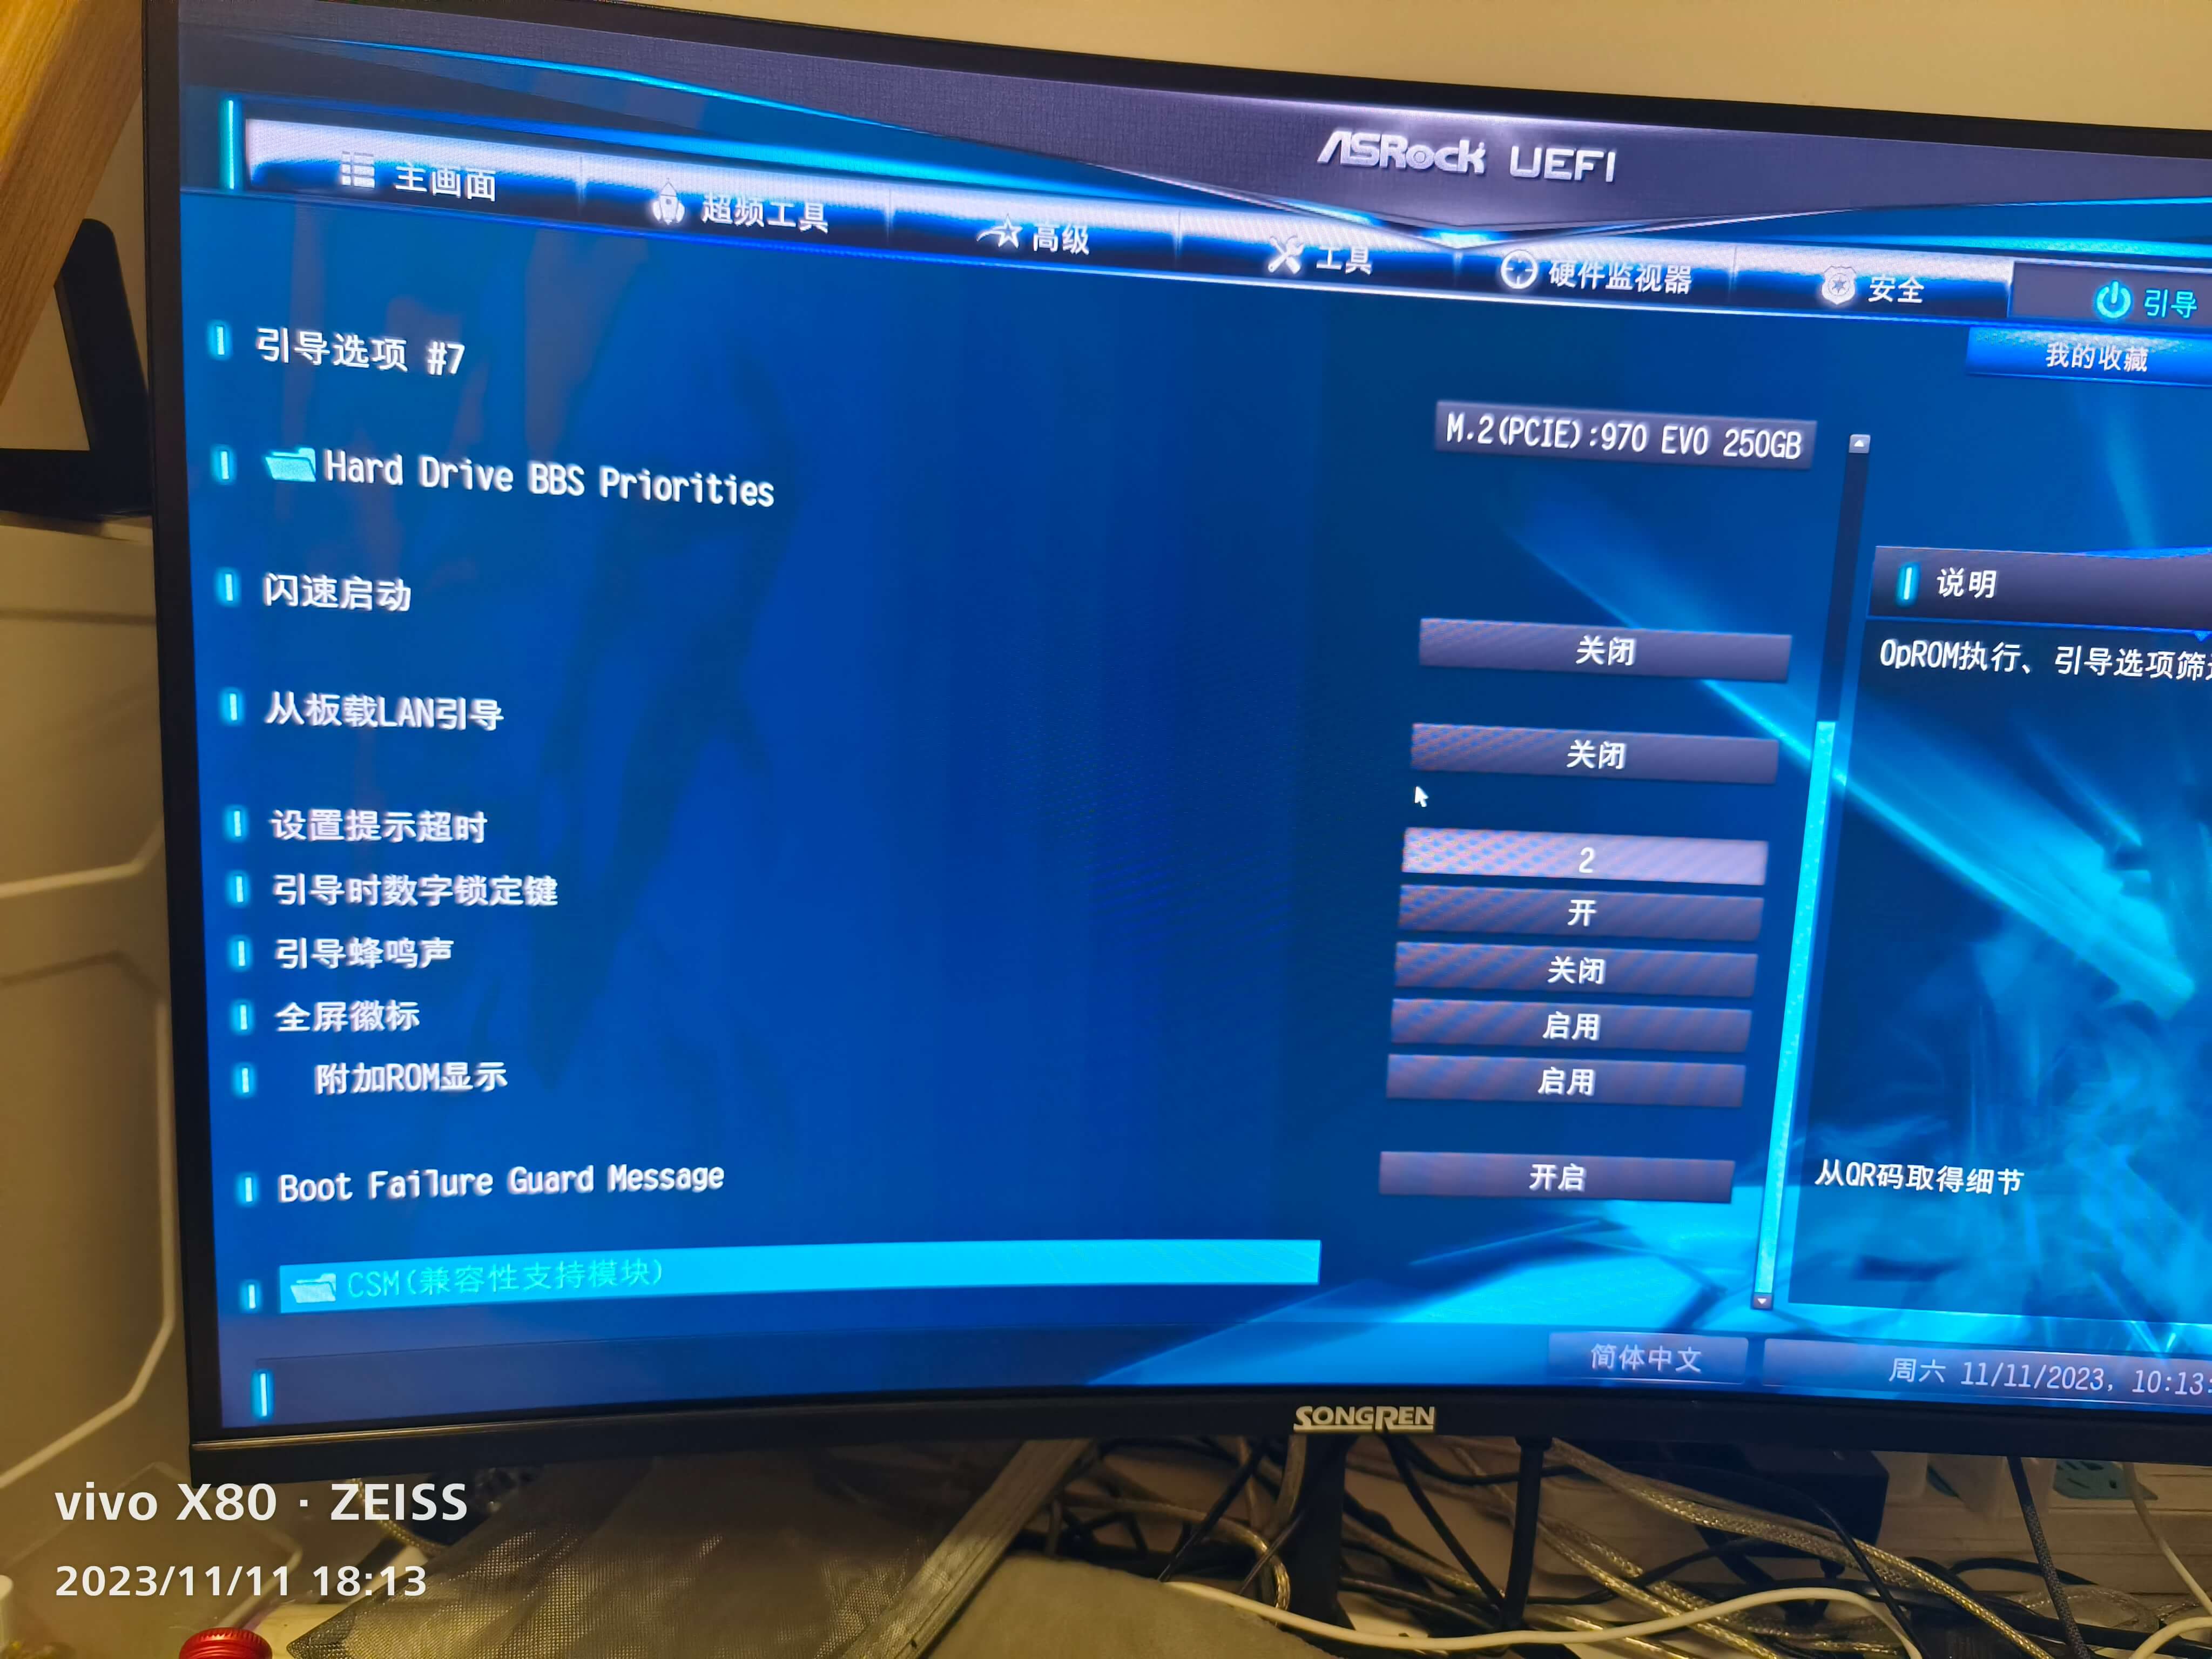 ASRock UEFI
主画面
超频工具
高级
工具
硬件监视器
安全
引导
我的收藏
引导选项 #7
M.2(PCIE):970 EVO 250GB
Hard Drive BBS Priorities
说明
闪速启动
关闭
OpROM执行、引导选项筛
从板载LAN引导
关闭
设置提示超时
2
引导时数字锁定键
开
引导蜂鸣声
关闭
全屏徽标
启用
附加ROM显示
启用
Boot Failure Guard Message
开启
从QR码取得细节
CSM(兼容性支持模块)
简体中文
周六 11/11/2023, 10:13:
SONGREN
vivo X80 · ZEISS
2023/11/11 18:13